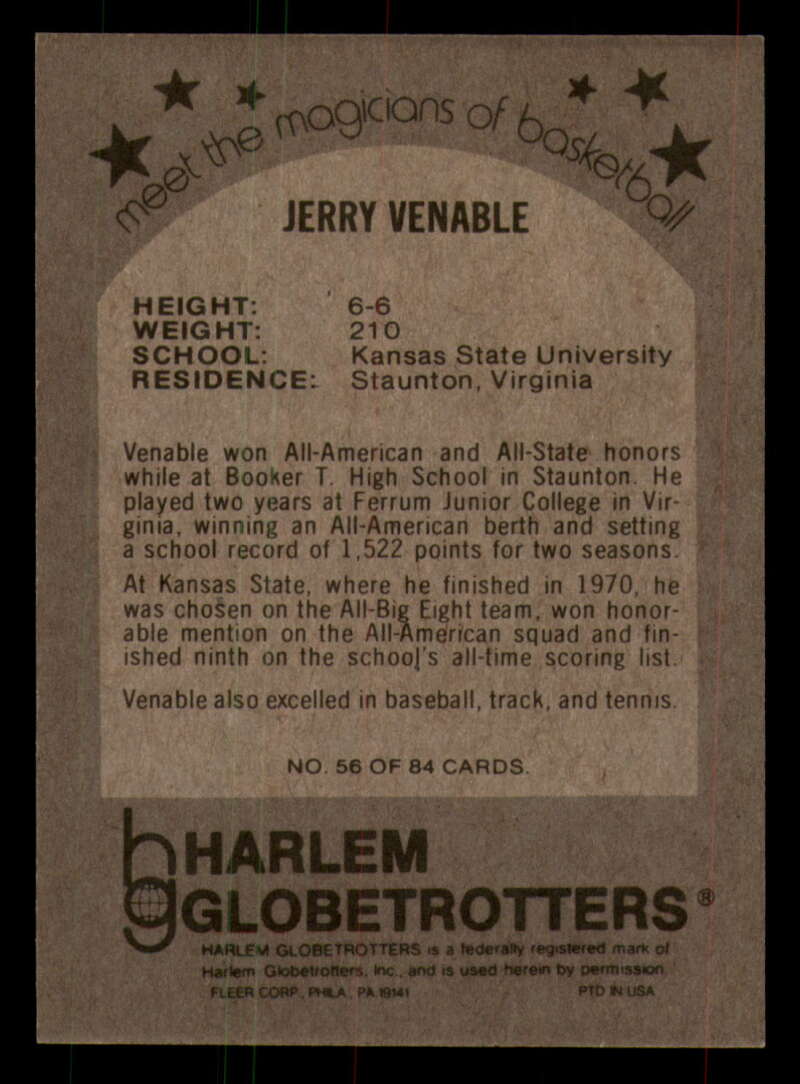 meet the magicians of basketball
JERRY VENABLE
HEIGHT: 6-6
WEIGHT: 210
SCHOOL: Kansas State University
RESIDENCE: Staunton, Virginia
Venable won All-American and All-State honors
while at Booker T. High School in Staunton. He
played two years at Ferrum Junior College in Vir-
ginia, winning an All-American berth and setting
a school record of 1,522 points for two seasons.
At Kansas State, where he finished in 1970, he
was chosen on the All-Big Eight team, won honor-
able mention on the All-American squad and fin-
ished ninth on the school's all-time scoring list.
Venable also excelled in baseball, track, and tennis.
NO. 56 OF 84 CARDS.
hg HARLEM
GLOBETROTTERS®
HARLEM GLOBETROTTERS is a federally registered mark of
Harlem Globetrotters, Inc., and is used herein by permission
FLEER CORP., PHILA., PA 19141 PTD IN USA